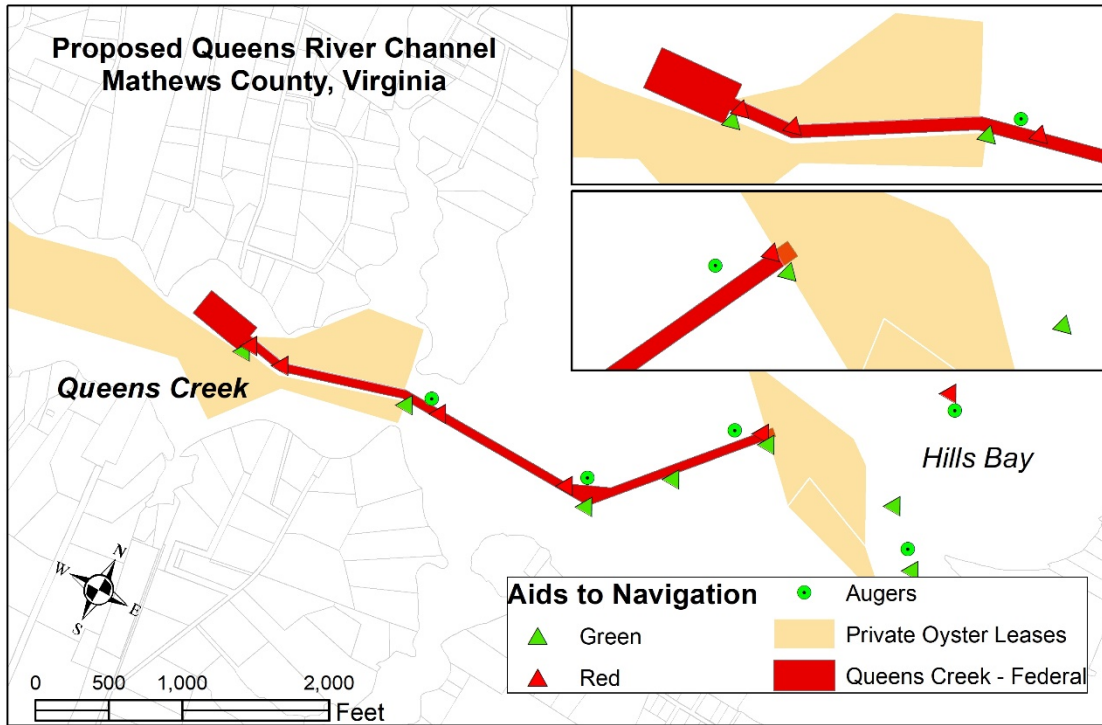 Proposed Queens River Channel
Mathews County, Virginia
Queens Creek
Hills Bay
N
W
E
S
0 500 1,000 2,000
Feet
Aids to Navigation
Green
Red
Augers
Private Oyster Leases
Queens Creek - Federal